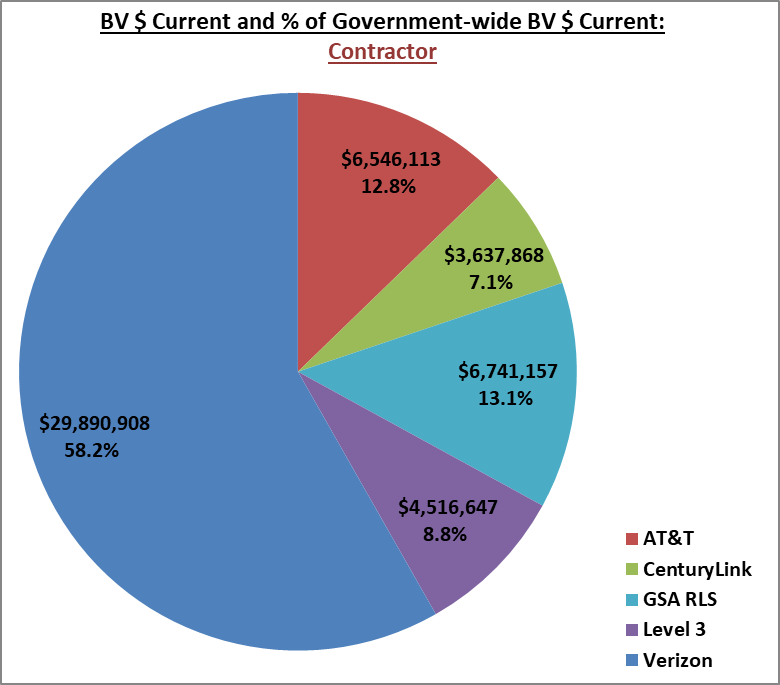 BV $ Current and % of Government-wide BV $ Current:
Contractor
$6,546,113
12.8%
$3,637,868
7.1%
$6,741,157
13.1%
$29,890,908
58.2%
$4,516,647
8.8%
AT&T
CenturyLink
GSA RLS
Level 3
Verizon